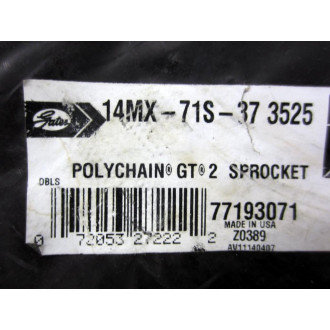 Gates
14MX-71S-37 3525
POLYCHAIN® GT® 2 SPROCKET
DBLS
77193071
MADE IN USA
Z0389
AV11140407
0 72053 27222 2